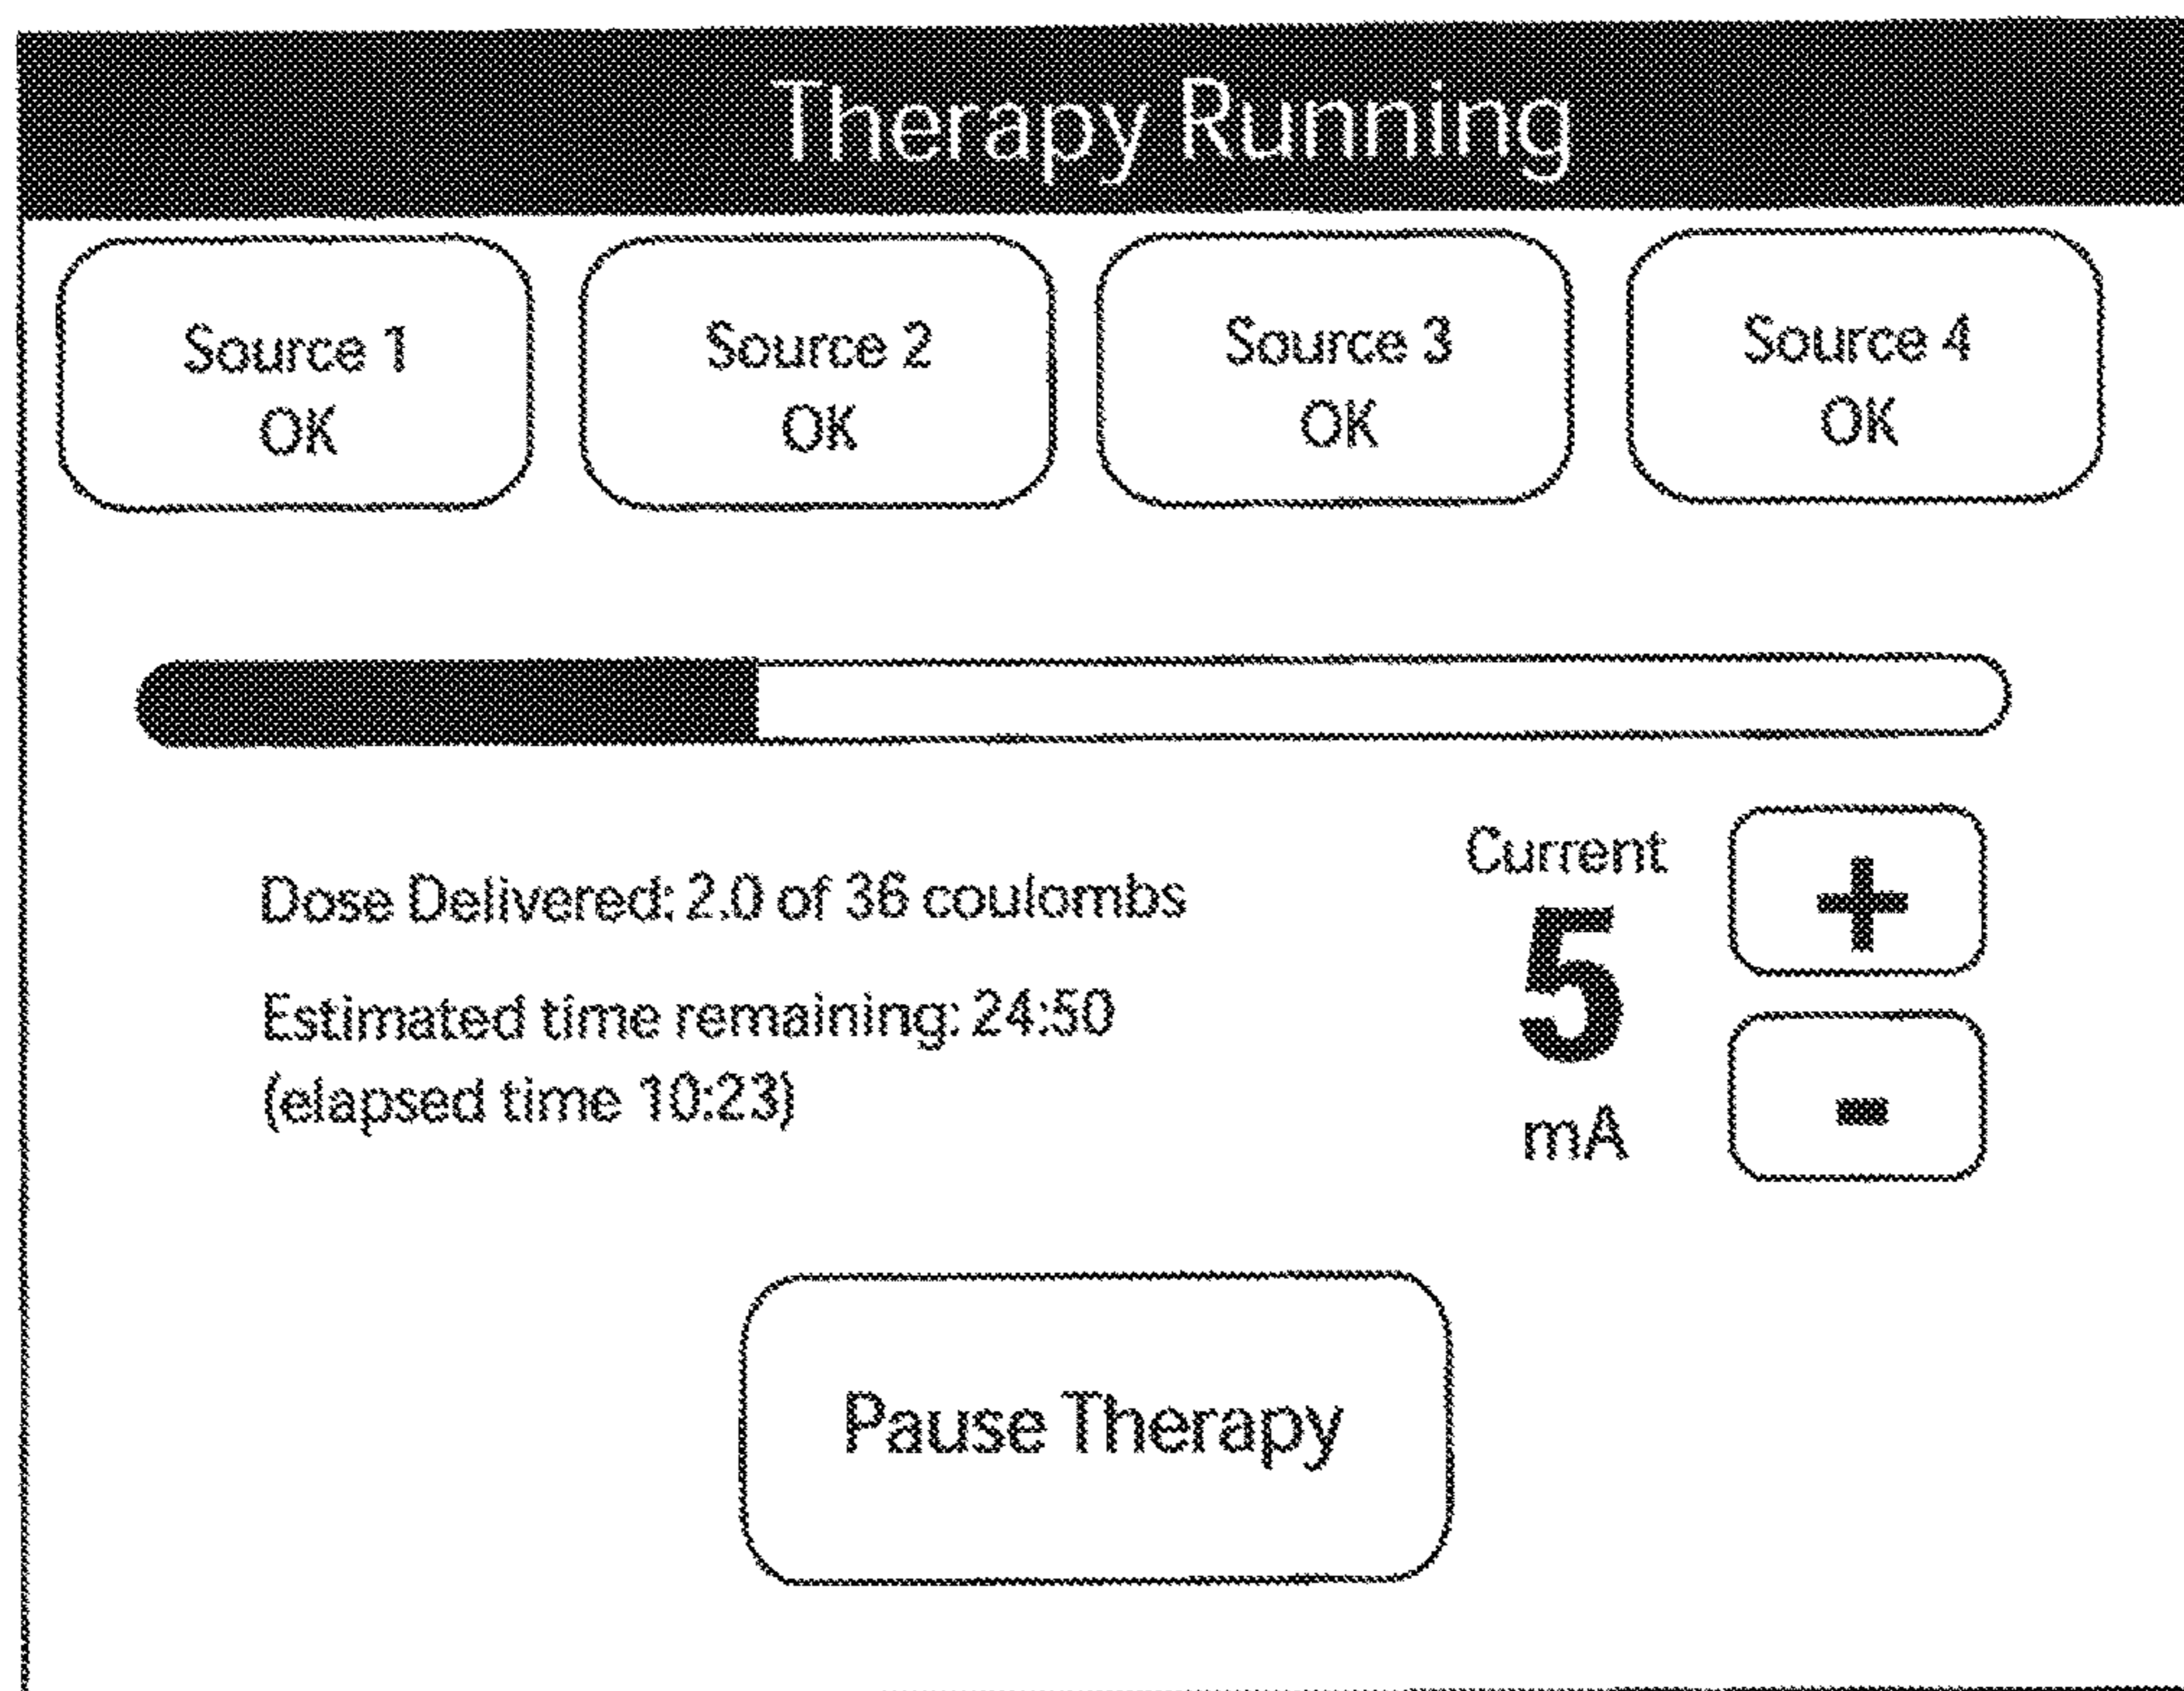 Therapy Running
Source 1
OK
Source 2
OK
Source 3
OK
Source 4
OK
Dose Delivered: 2.0 of 36 coulombs
Estimated time remaining: 24:50
(elapsed time 10:23)
Current
5
mA
+
-
Pause Therapy